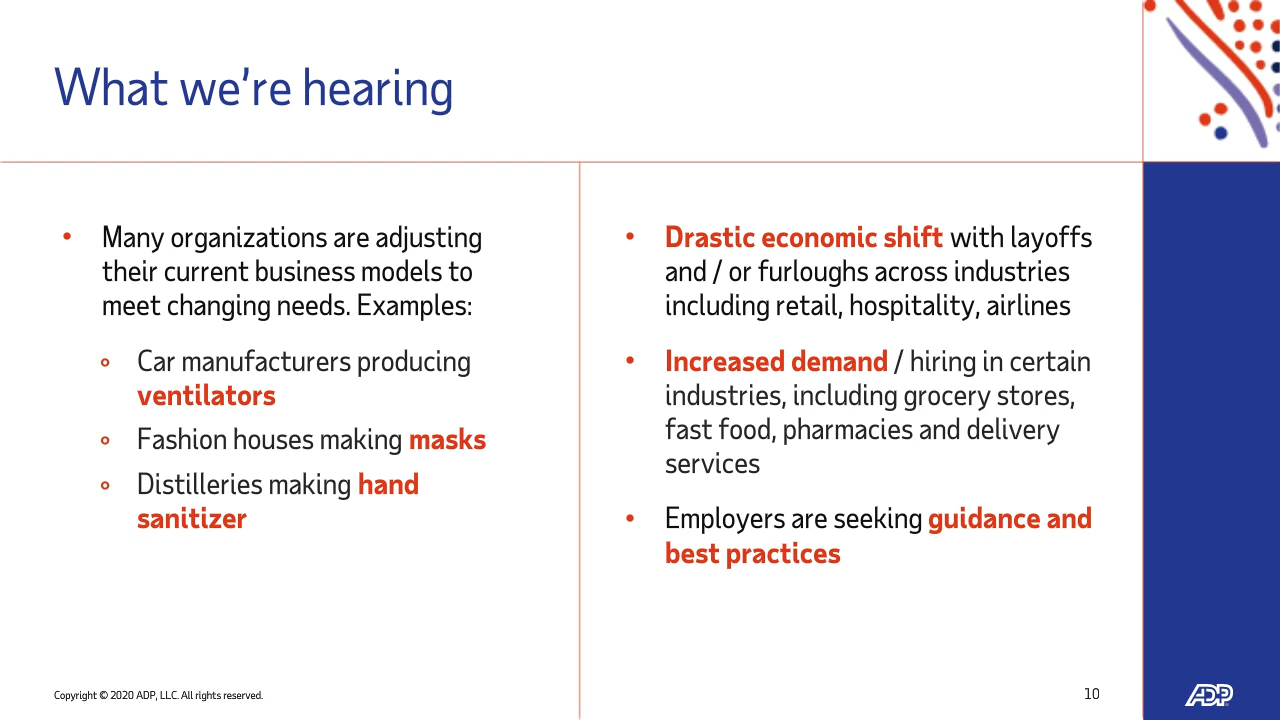 What we’re hearing
• Many organizations are adjusting
their current business models to
meet changing needs. Examples:
∘ Car manufacturers producing
ventilators
∘ Fashion houses making masks
∘ Distilleries making hand
sanitizer
• Drastic economic shift with layoffs
and / or furloughs across industries
including retail, hospitality, airlines
• Increased demand / hiring in certain
industries, including grocery stores,
fast food, pharmacies and delivery
services
• Employers are seeking guidance and
best practices
Copyright © 2020 ADP, LLC. All rights reserved.
10
ADP